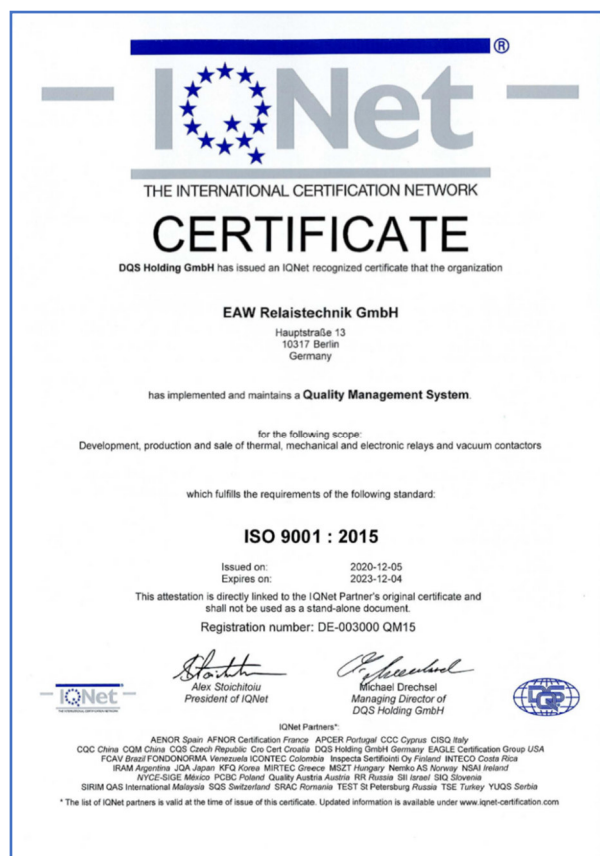 IQNet ®
THE INTERNATIONAL CERTIFICATION NETWORK
CERTIFICATE
DQS Holding GmbH has issued an IQNet recognized certificate that the organization
EAW Relaistechnik GmbH
Hauptstraße 13
10317 Berlin
Germany
has implemented and maintains a Quality Management System.
for the following scope:
Development, production and sale of thermal, mechanical and electronic relays and vacuum contactors
which fulfills the requirements of the following standard:
ISO 9001 : 2015
Issued on: 2020-12-05
Expires on: 2023-12-04
This attestation is directly linked to the IQNet Partner's original certificate and
shall not be used as a stand-alone document.
Registration number: DE-003000 QM15
Alex Stoichitoiu
President of IQNet
Michael Drechsel
Managing Director of
DQS Holding GmbH
IQNet
THE INTERNATIONAL CERTIFICATION NETWORK
DQS
IQNet Partners*:
AENOR Spain AFNOR Certification France APCER Portugal CCC Cyprus CISQ Italy
CQC China CQM China CQS Czech Republic Cro Cert Croatia DQS Holding GmbH Germany EAGLE Certification Group USA
FCAV Brazil FONDONORMA Venezuela ICONTEC Colombia Inspecta Sertifiointi Oy Finland INTECO Costa Rica
IRAM Argentina JQA Japan KFQ Korea MIRTEC Greece MSZT Hungary Nemko AS Norway NSAI Ireland
NYCE-SIGE México PCBC Poland Quality Austria Austria RR Russia SII Israel SIQ Slovenia
SIRIM QAS International Malaysia SQS Switzerland SRAC Romania TEST St Petersburg Russia TSE Turkey YUQS Serbia
* The list of IQNet partners is valid at the time of issue of this certificate. Updated information is available under www.iqnet-certification.com